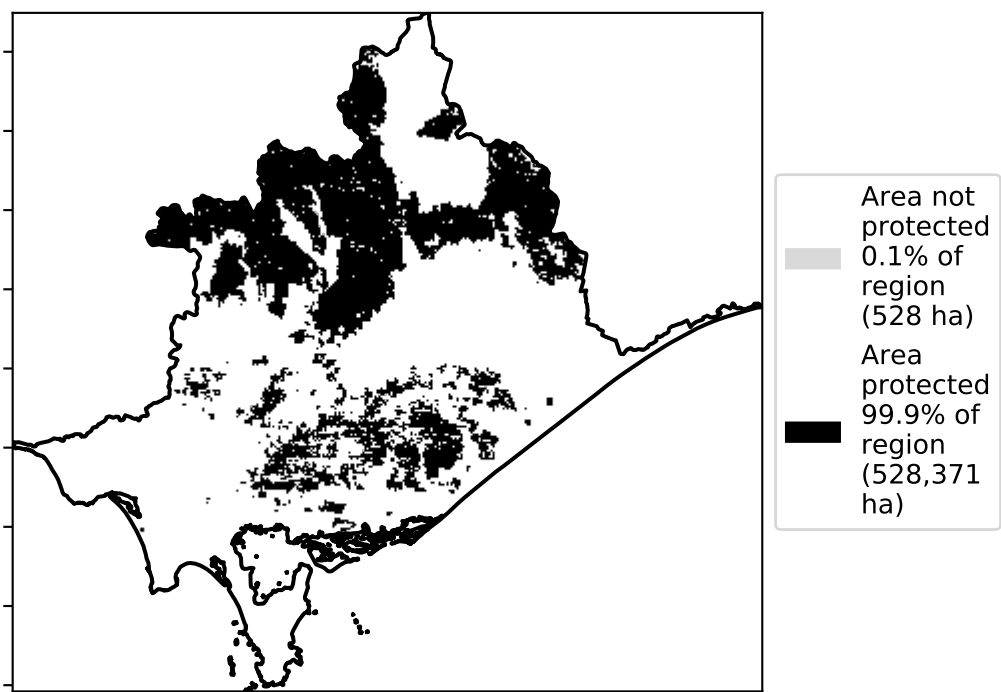 Area not
protected
0.1% of
region
(528 ha)
Area
protected
99.9% of
region
(528,371
ha)